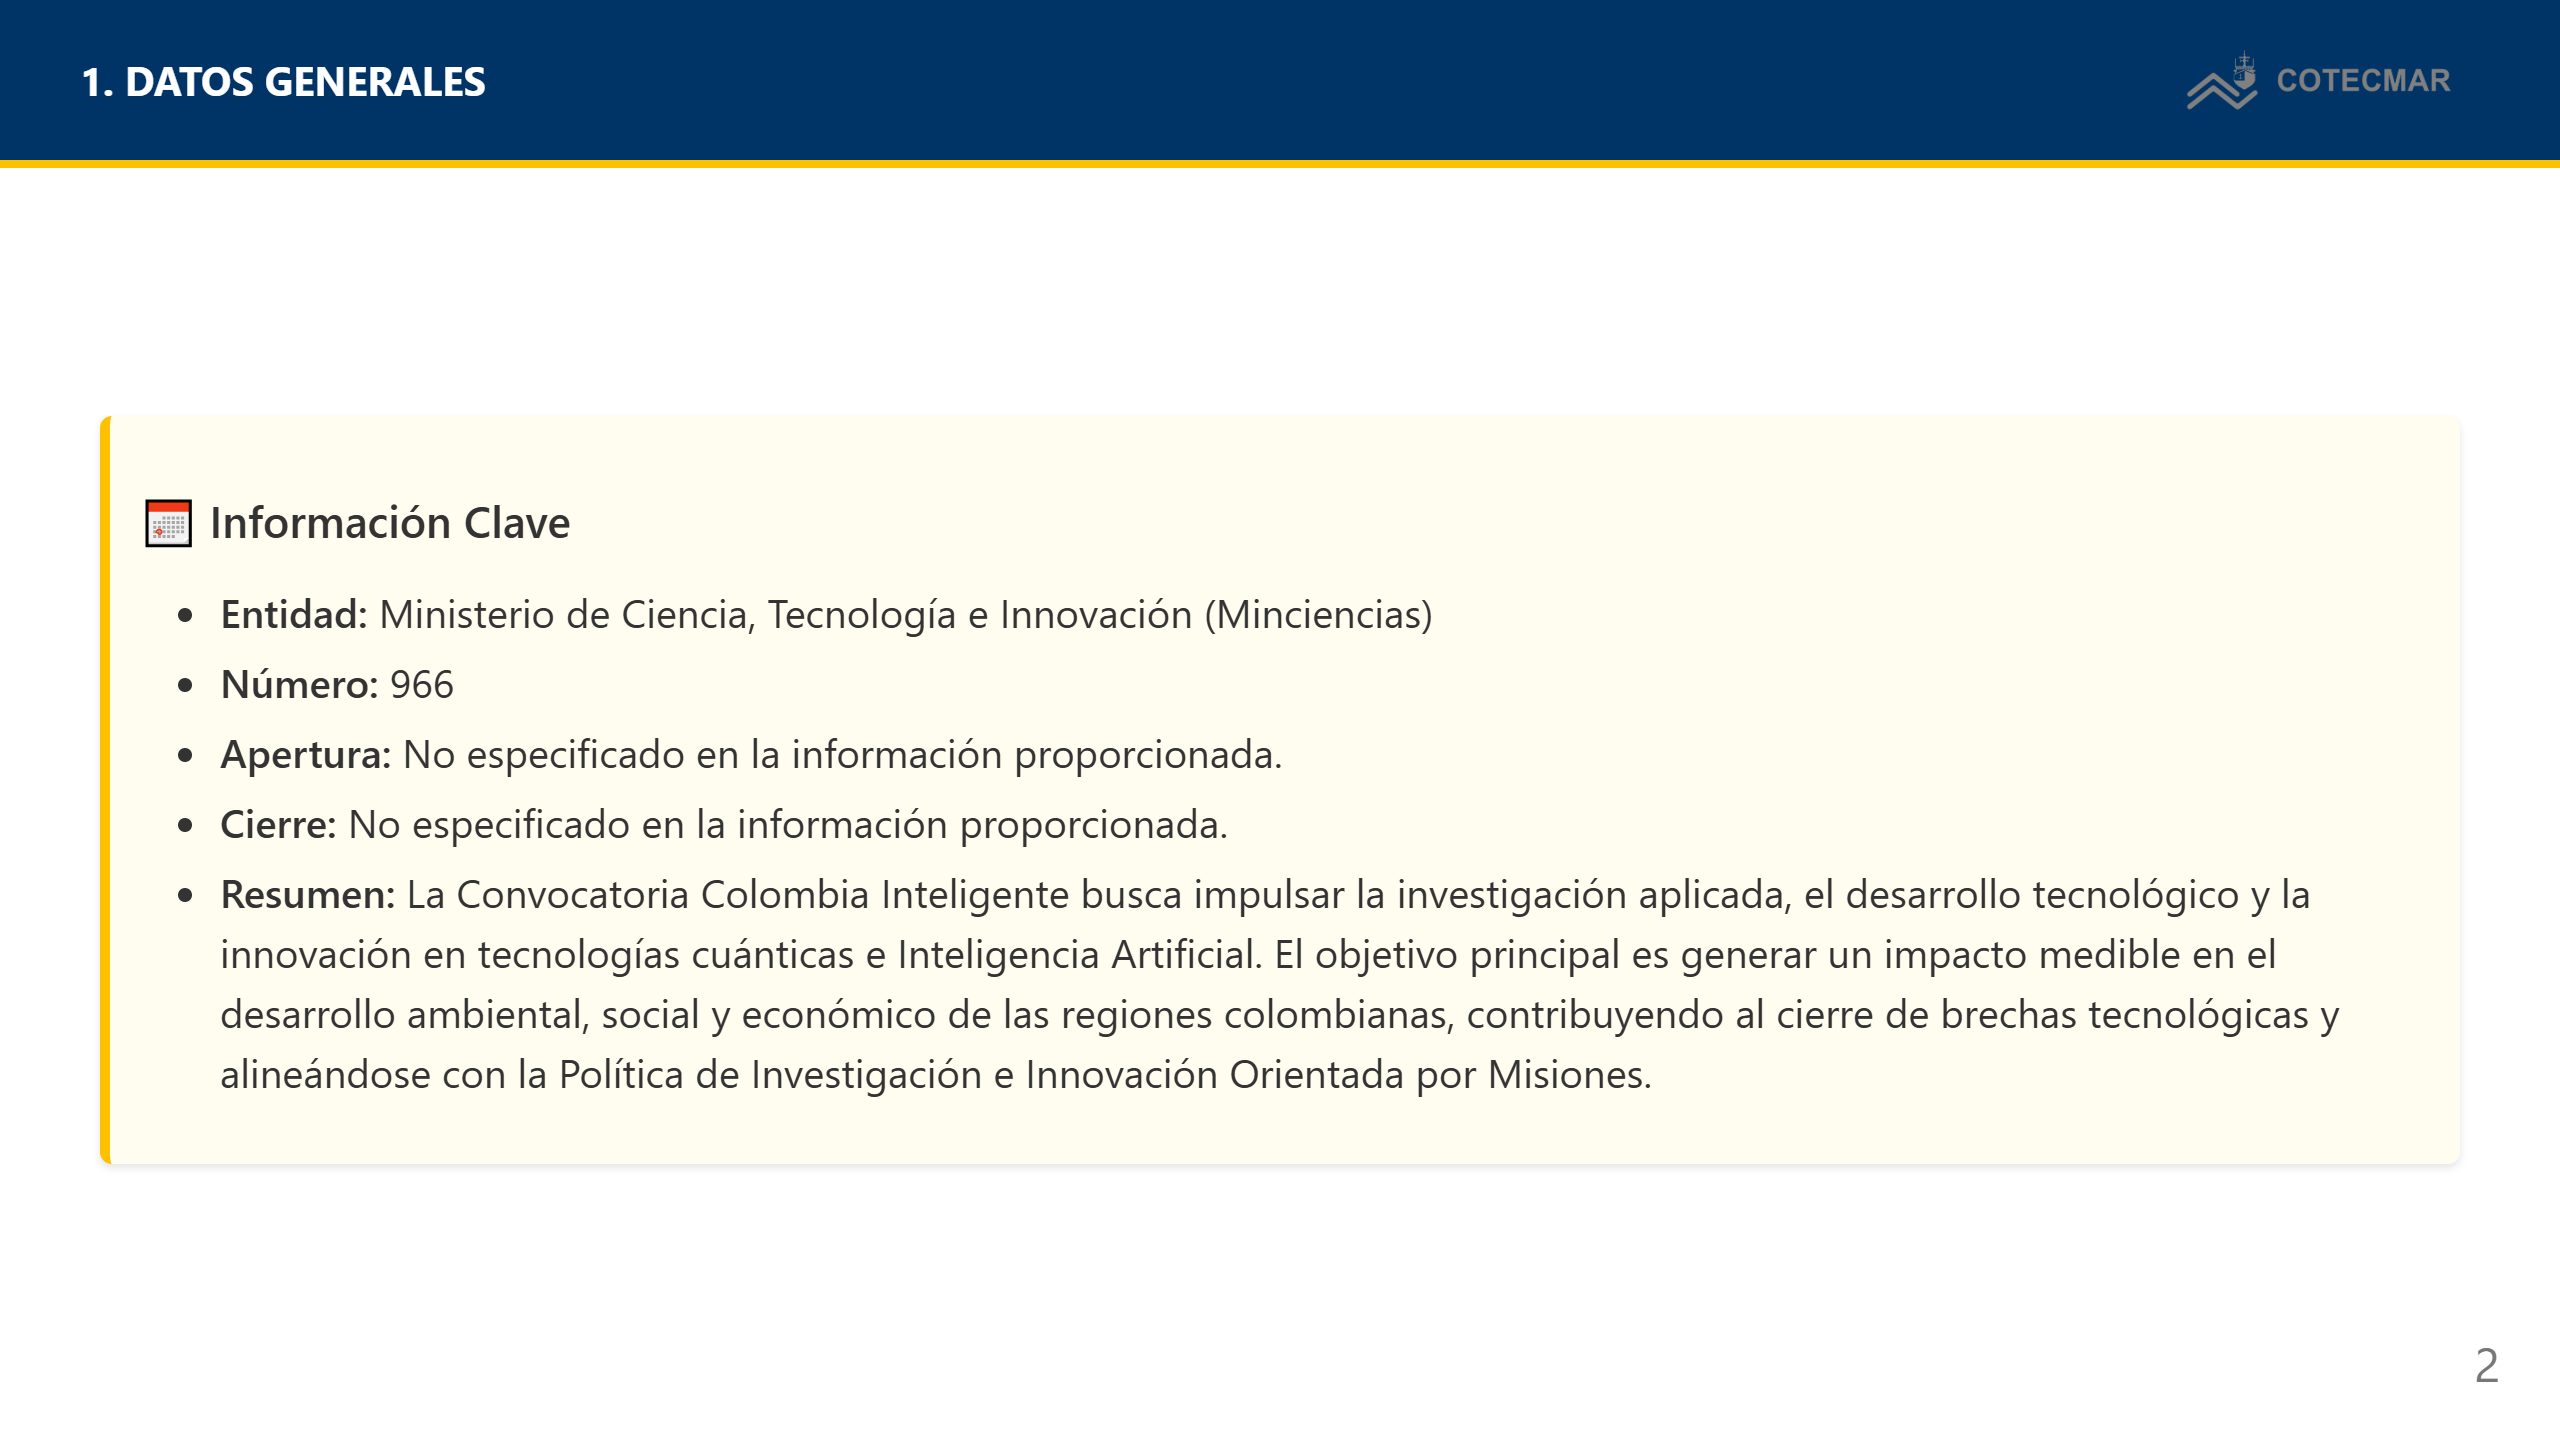 1. DATOS GENERALES
COTECMAR
Información Clave
• Entidad: Ministerio de Ciencia, Tecnología e Innovación (Minciencias)
• Número: 966
• Apertura: No especificado en la información proporcionada.
• Cierre: No especificado en la información proporcionada.
• Resumen: La Convocatoria Colombia Inteligente busca impulsar la investigación aplicada, el desarrollo tecnológico y la
innovación en tecnologías cuánticas e Inteligencia Artificial. El objetivo principal es generar un impacto medible en el
desarrollo ambiental, social y económico de las regiones colombianas, contribuyendo al cierre de brechas tecnológicas y
alineándose con la Política de Investigación e Innovación Orientada por Misiones.
2